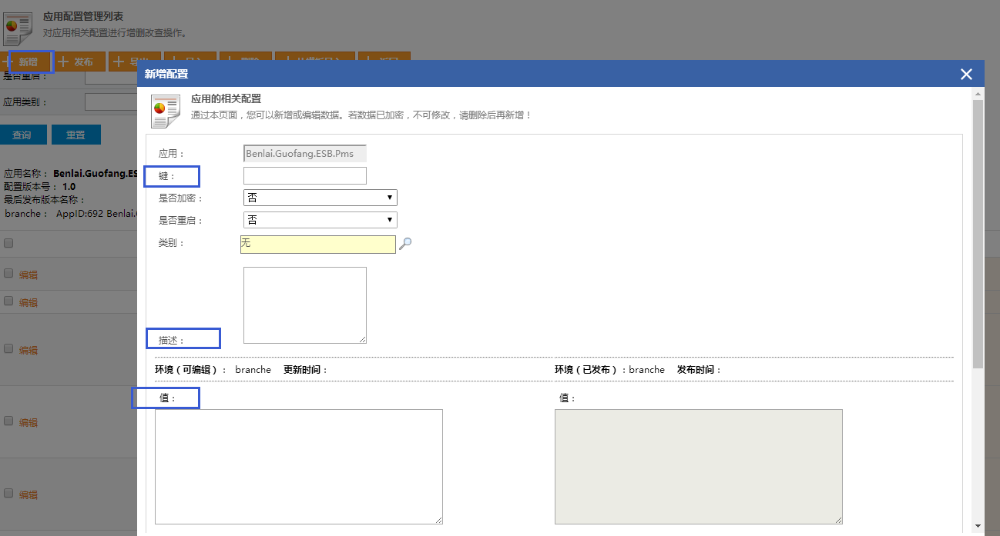 应用配置管理列表
对应用相关配置进行增删改查操作。
新增 发布
是否重启：
应用类别：
查询 重置
应用名称： Benlai.Guofang.ES
配置版本号： 1.0
最后发布版本名称：
branche： AppID:692 Benlai.
编辑
编辑
编辑
编辑
编辑
新增配置
应用的相关配置
通过本页面，您可以新增或编辑数据。若数据已加密，不可修改，请删除后再新增！
应用： Benlai.Guofang.ESB.Pms
键：
是否加密： 否
是否重启： 否
类别： 无
描述：
环境（可编辑）： branche 更新时间： 环境（已发布）：branche 发布时间：
值： 值：